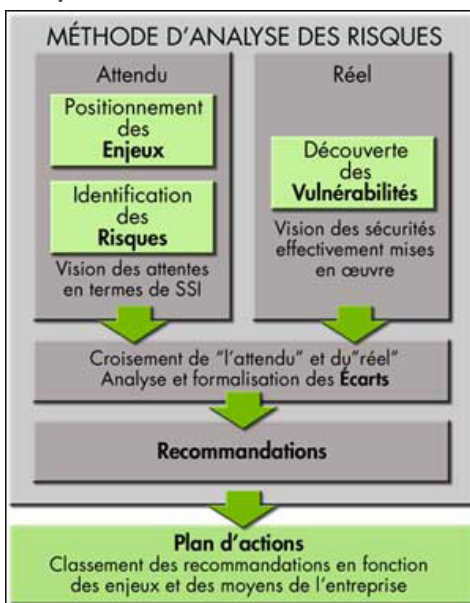 MÉTHODE D'ANALYSE DES RISQUES
Attendu
Positionnement
des
Enjeux
Identification
des
Risques
Vision des attentes
en termes de SSI
Réel
Découverte
des
Vulnérabilités
Vision des sécurités
effectivement mises
en œuvre
Croisement de "l'attendu" et du"réel"
Analyse et formalisation des Écarts
Recommandations
Plan d'actions
Classement des recommandations en fonction
des enjeux et des moyens de l'entreprise